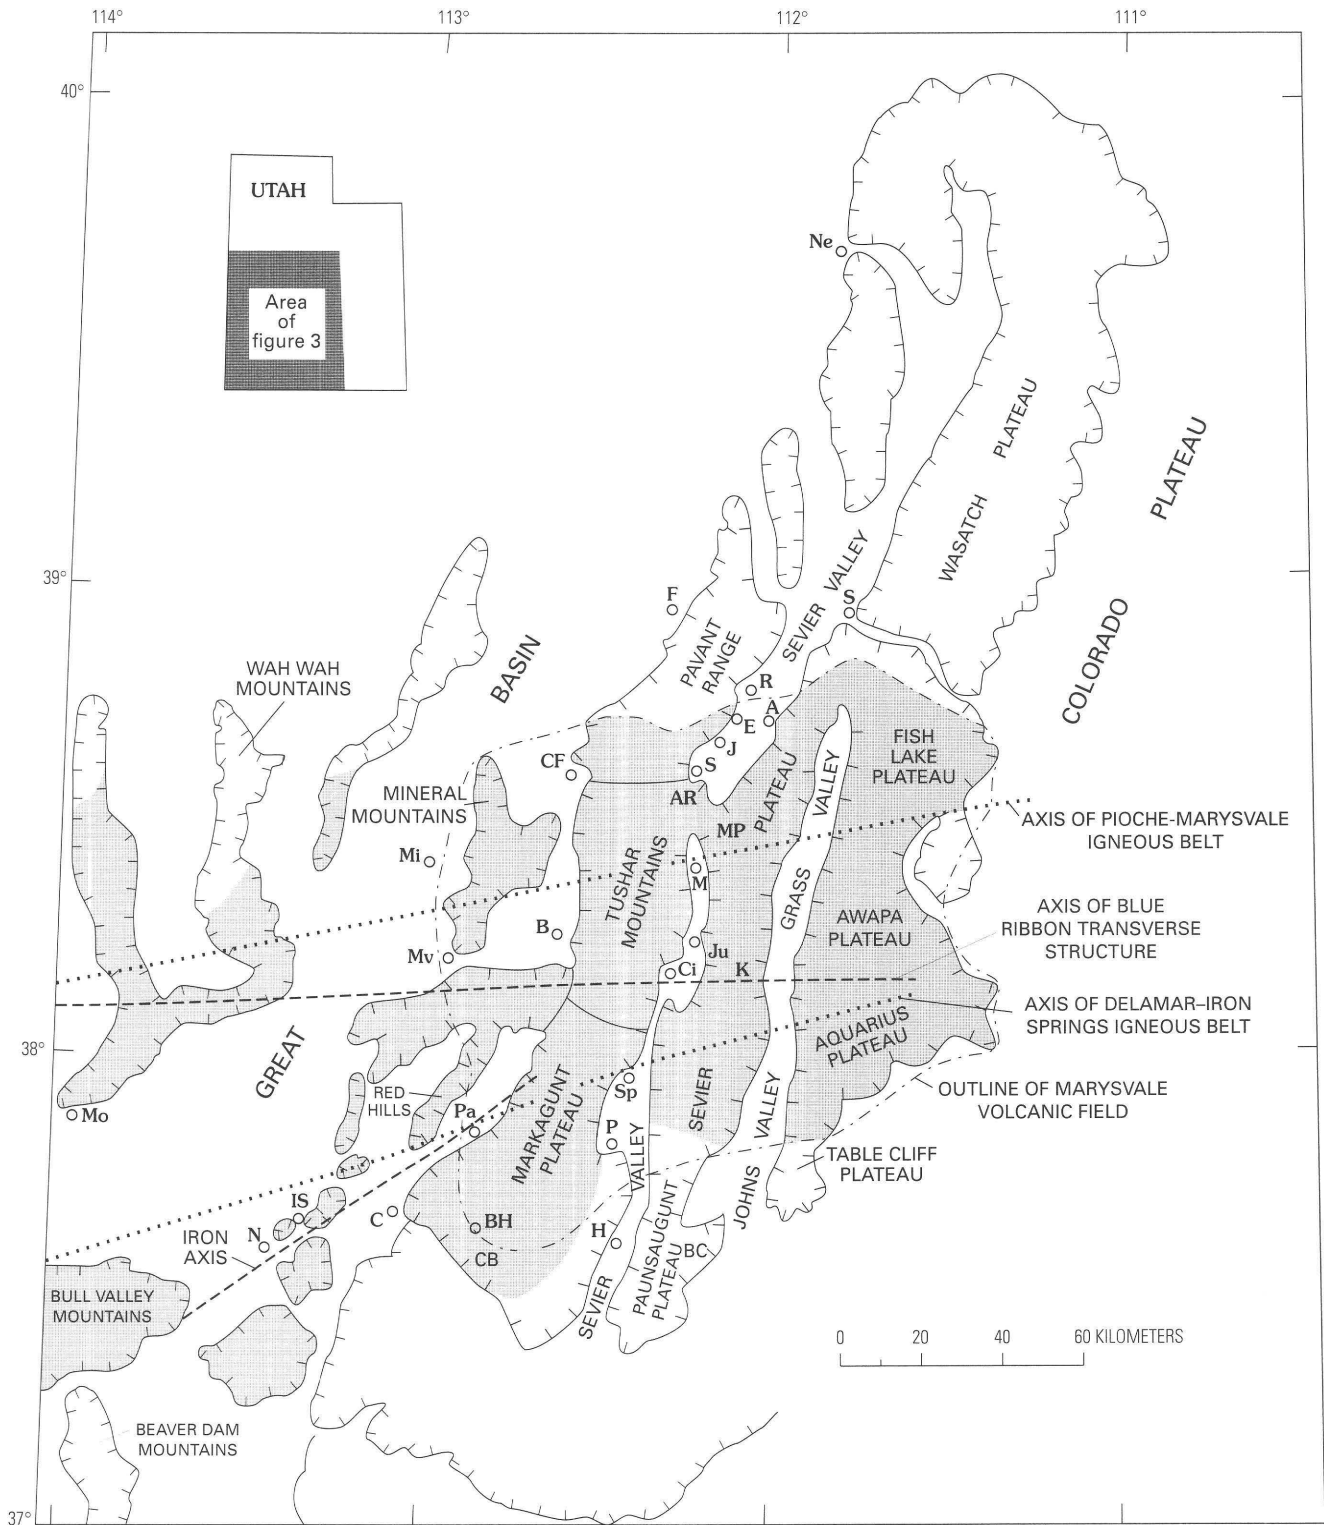 114°
113°
112°
111°
40°
UTAH
Area
of
figure 3
Ne
WASATCH PLATEAU
COLORADO PLATEAU
39°
SEVIER VALLEY
S
F
PAVANT
RANGE
GREAT BASIN
WAH WAH
MOUNTAINS
R
A
E
J
S
CF
AR
MP
FISH
LAKE
PLATEAU
MINERAL
MOUNTAINS
Mi
AXIS OF PIOCHE-MARYSVALE
IGNEOUS BELT
TUSHAR
MOUNTAINS
M
GRASS VALLEY
AWAPA
PLATEAU
AXIS OF BLUE
RIBBON TRANSVERSE
STRUCTURE
B
Mv
Ju
Ci
K
AXIS OF DELAMAR–IRON
SPRINGS IGNEOUS BELT
AQUARIUS
PLATEAU
38°
SEVIER PLATEAU
OUTLINE OF MARYSVALE
VOLCANIC FIELD
Mo
RED
HILLS
Pa
Sp
P
MARKAGUNT
PLATEAU
TABLE CLIFF
PLATEAU
JOHNS VALLEY
SEVIER VALLEY
IS
N
C
BH
CB
H
PAUNSAUGUNT
PLATEAU
BC
IRON
AXIS
BULL VALLEY
MOUNTAINS
0 20 40 60 KILOMETERS
BEAVER DAM
MOUNTAINS
37°